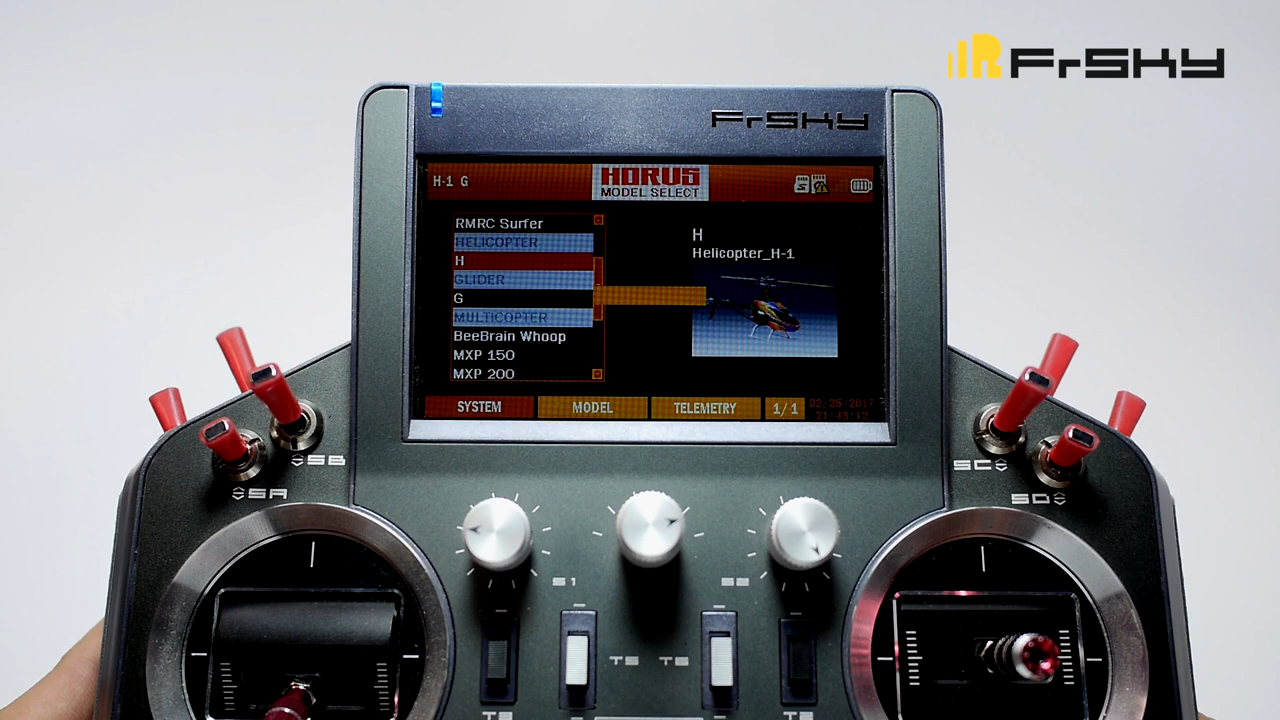 FrSKY
FrSKY
H-1 G
HORUS
MODEL SELECT
RMRC Surfer
HELICOPTER
H
GLIDER
G
MULTICOPTER
BeeBrain Whoop
MXP 150
MXP 200
H
Helicopter_H-1
SYSTEM
MODEL
TELEMETRY
1/1
02/25/2017
SB
SA
SC
SD
S1
S2